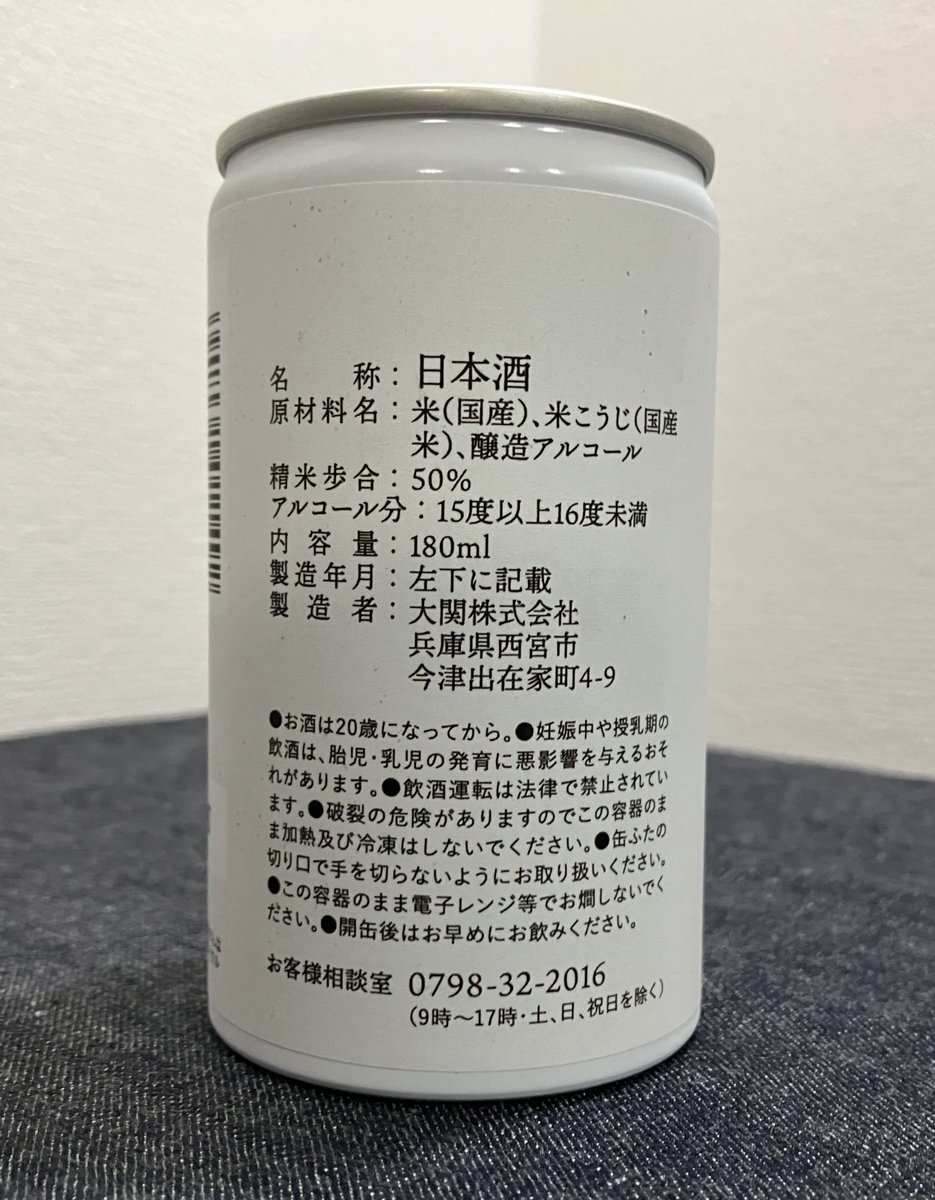 名称：日本酒
原材料名：米（国産）、米こうじ（国産
米）、醸造アルコール
精米歩合：50%
アルコール分：15度以上16度未満
内容量：180ml
製造年月：左下に記載
製造者：大関株式会社
兵庫県西宮市
今津出在家町4-9
●お酒は20歳になってから。●妊娠中や授乳期の
飲酒は、胎児・乳児の発育に悪影響を与えるおそ
れがあります。●飲酒運転は法律で禁止されてい
ます。●破裂の危険がありますのでこの容器のま
ま加熱及び冷凍はしないでください。●缶ふたの
切り口で手を切らないようにお取り扱いください。
●この容器のまま電子レンジ等でお燗しないでく
ださい。●開缶後はお早めにお飲みください。
お客様相談室 0798-32-2016
（9時～17時・土、日、祝日を除く）